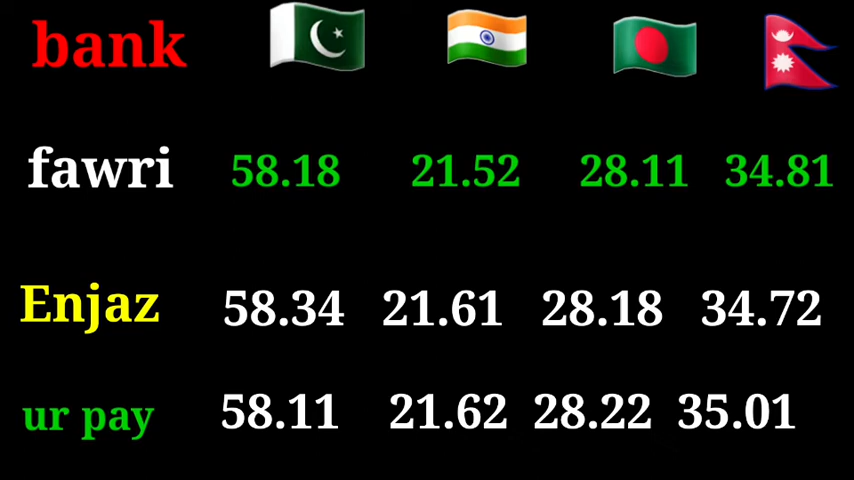 bank
fawri 58.18 21.52 28.11 34.81
Enjaz 58.34 21.61 28.18 34.72
ur pay 58.11 21.62 28.22 35.01